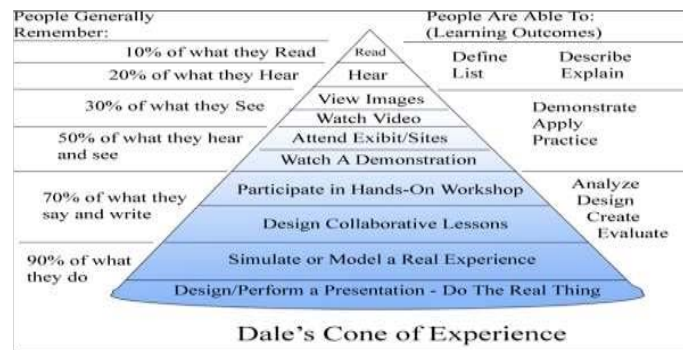 People Generally
Remember:
People Are Able To:
(Learning Outcomes)
10% of what they Read
20% of what they Hear
30% of what they See
50% of what they hear
and see
70% of what they
say and write
90% of what
they do
Read
Hear
View Images
Watch Video
Attend Exibit/Sites
Watch A Demonstration
Participate in Hands-On Workshop
Design Collaborative Lessons
Simulate or Model a Real Experience
Design/Perform a Presentation - Do The Real Thing
Define
List
Describe
Explain
Demonstrate
Apply
Practice
Analyze
Design
Create
Evaluate
Dale's Cone of Experience